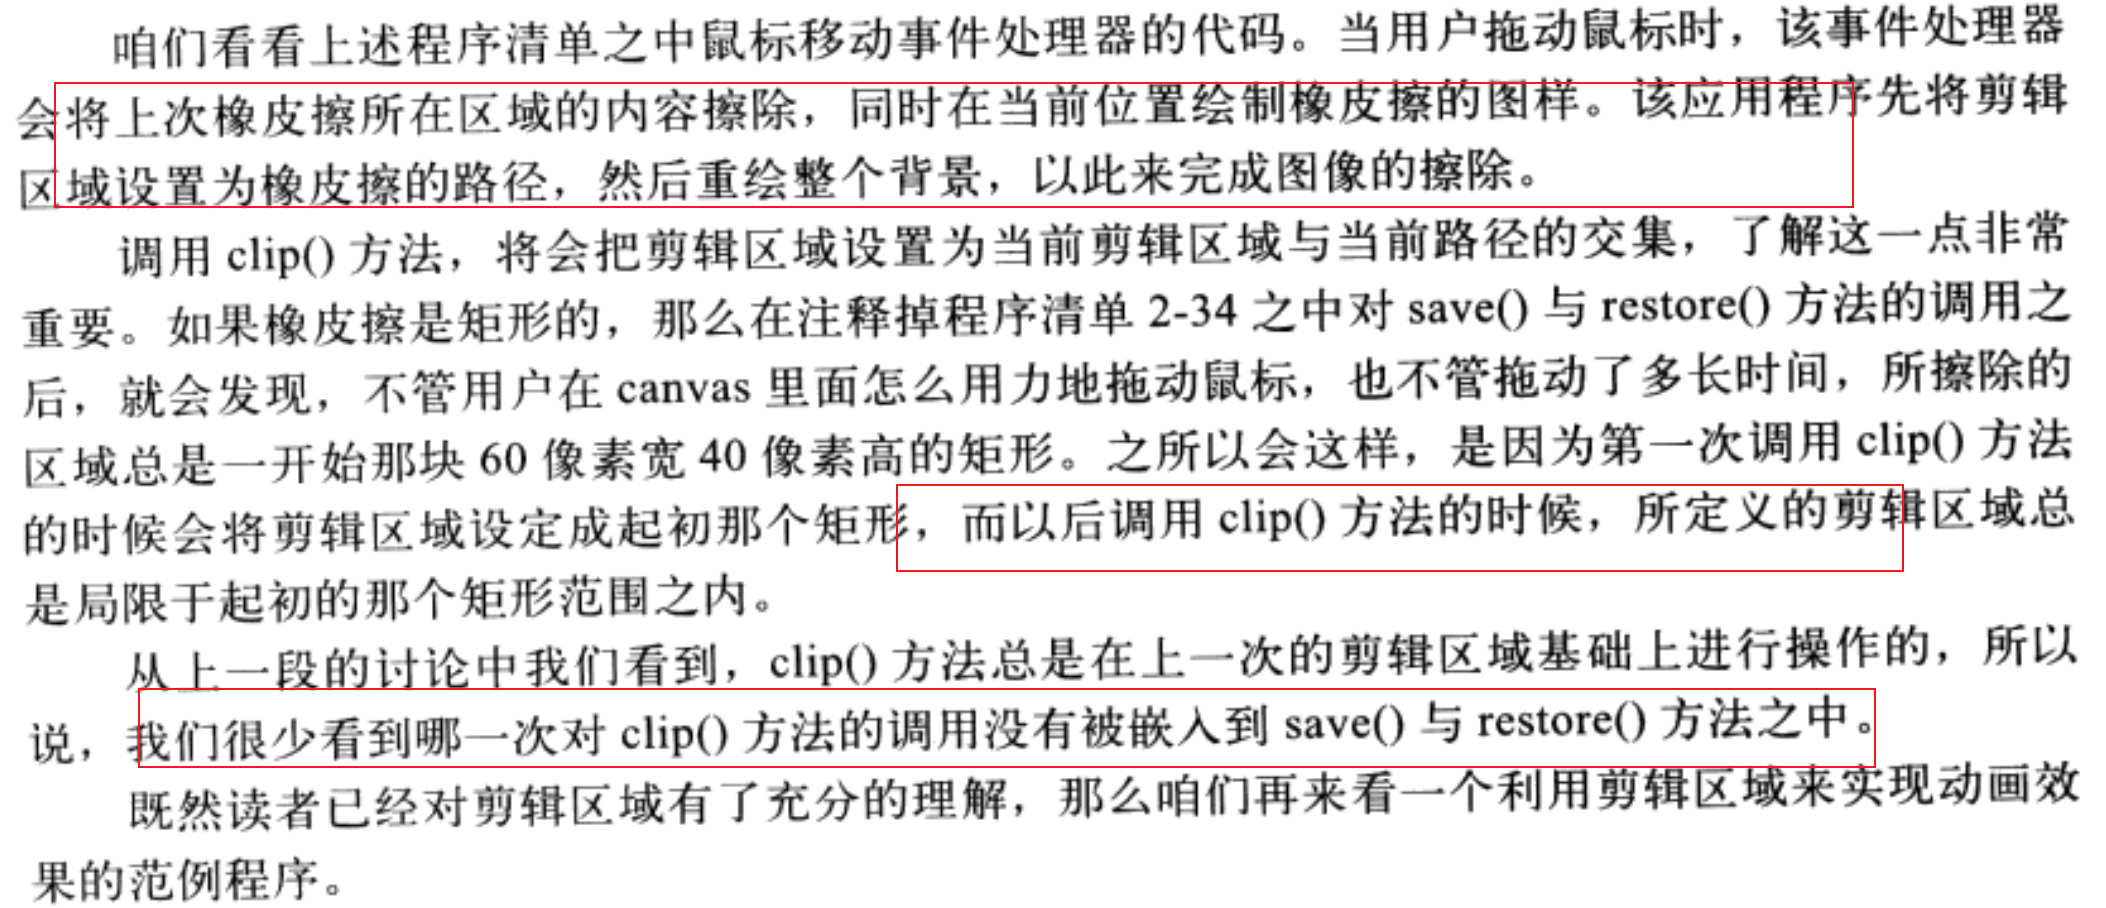 咱们看看上述程序清单之中鼠标移动事件处理器的代码。当用户拖动鼠标时，该事件处理器
会将上次橡皮擦所在区域的内容擦除，同时在当前位置绘制橡皮擦的图样。该应用程序先将剪辑
区域设置为橡皮擦的路径，然后重绘整个背景，以此来完成图像的擦除。
调用 clip() 方法，将会把剪辑区域设置为当前剪辑区域与当前路径的交集，了解这一点非常
重要。如果橡皮擦是矩形的，那么在注释掉程序清单 2-34 之中对 save() 与 restore() 方法的调用之
后，就会发现，不管用户在 canvas 里面怎么用力地拖动鼠标，也不管拖动了多长时间，所擦除的
区域总是一开始那块 60 像素宽 40 像素高的矩形。之所以会这样，是因为第一次调用 clip() 方法
的时候会将剪辑区域设定成起初那个矩形，而以后调用 clip() 方法的时候，所定义的剪辑区域总
是局限于起初的那个矩形范围之内。
从上一段的讨论中我们看到，clip() 方法总是在上一次的剪辑区域基础上进行操作的，所以
说，我们很少看到哪一次对 clip() 方法的调用没有被嵌入到 save() 与 restore() 方法之中。
既然读者已经对剪辑区域有了充分的理解，那么咱们再来看一个利用剪辑区域来实现动画效
果的范例程序。